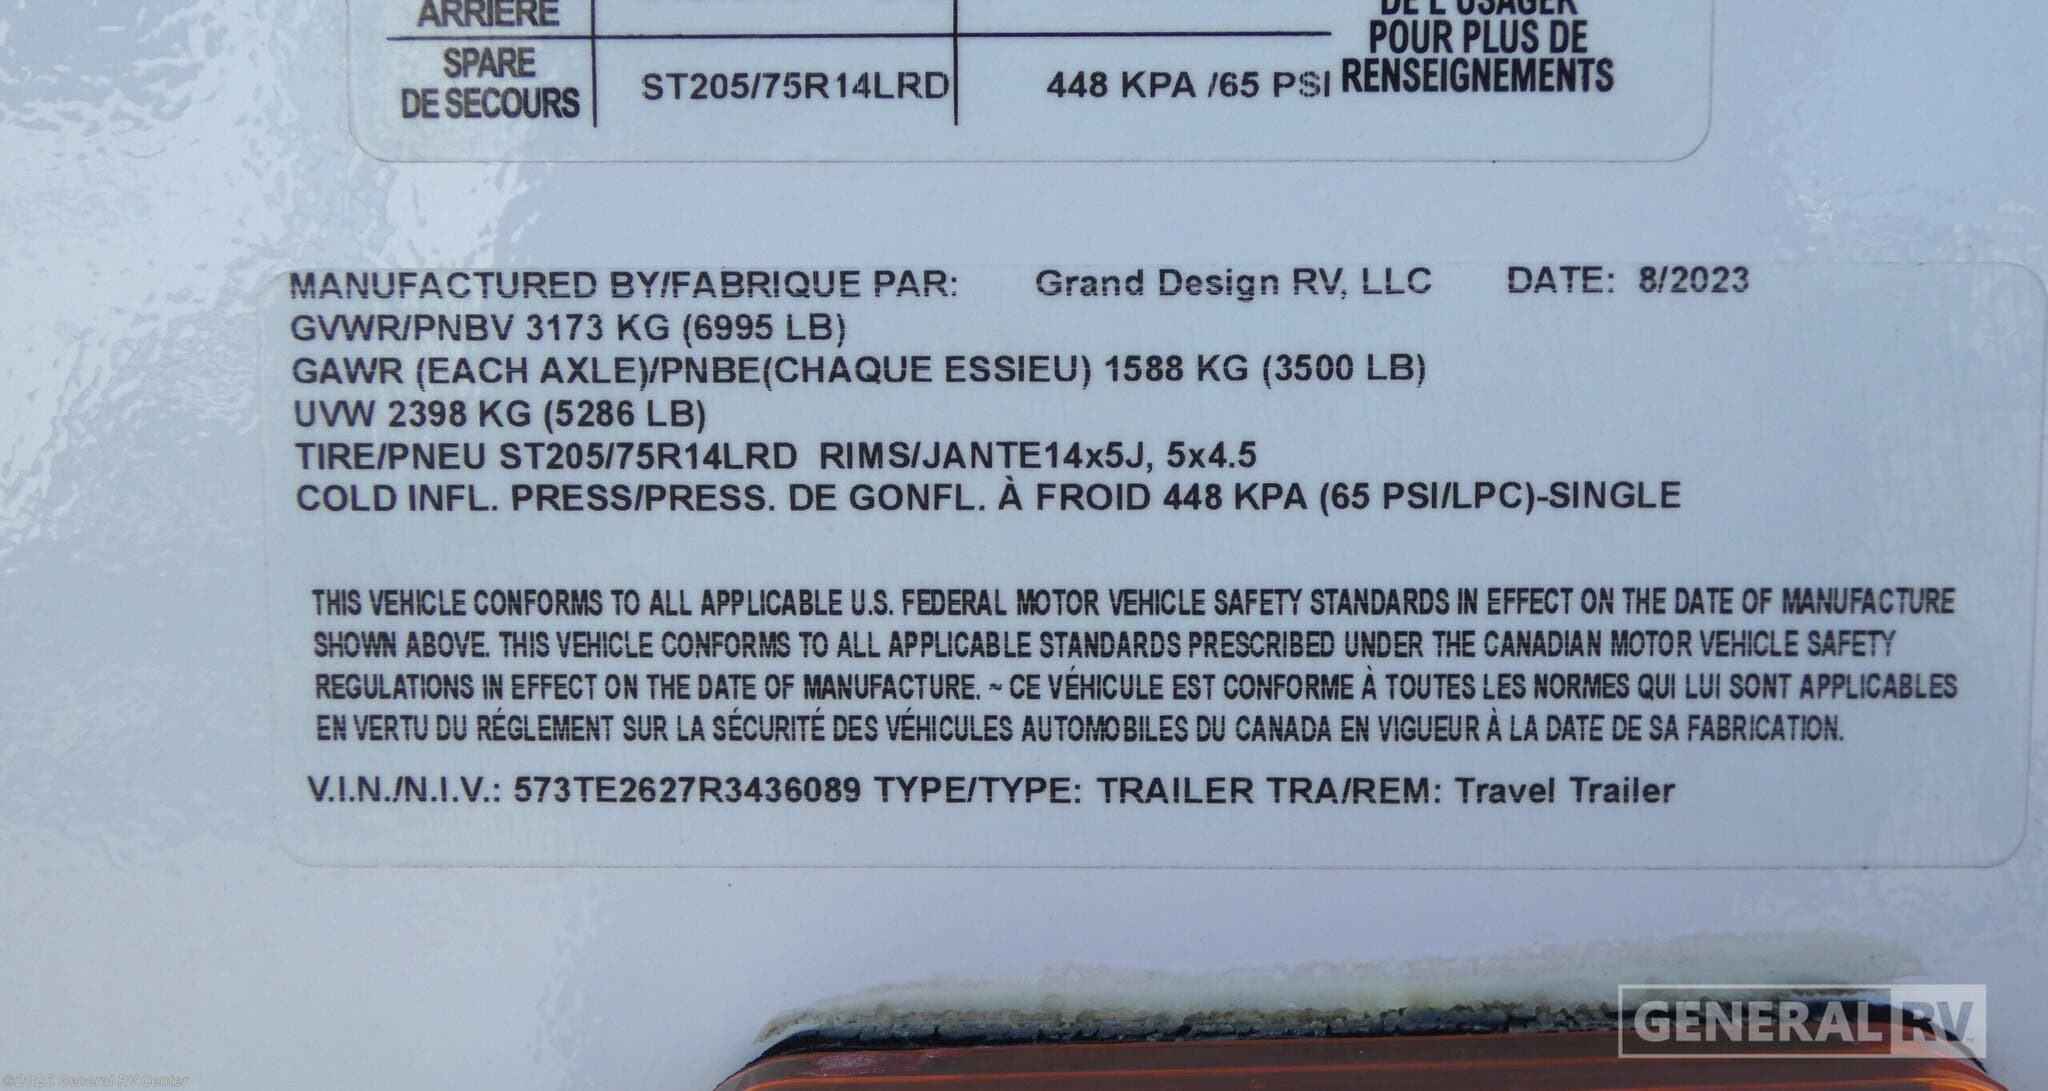 ARRIÈRE
DE L'USAGER
POUR PLUS DE
SPARE
DE SECOURS
ST205/75R14LRD
448 KPA /65 PSI
RENSEIGNEMENTS
MANUFACTURED BY/FABRIQUE PAR: Grand Design RV, LLC DATE: 8/2023
GVWR/PNBV 3173 KG (6995 LB)
GAWR (EACH AXLE)/PNBE(CHAQUE ESSIEU) 1588 KG (3500 LB)
UVW 2398 KG (5286 LB)
TIRE/PNEU ST205/75R14LRD RIMS/JANTE14x5J, 5x4.5
COLD INFL. PRESS/PRESS. DE GONFL. À FROID 448 KPA (65 PSI/LPC)-SINGLE
THIS VEHICLE CONFORMS TO ALL APPLICABLE U.S. FEDERAL MOTOR VEHICLE SAFETY STANDARDS IN EFFECT ON THE DATE OF MANUFACTURE
SHOWN ABOVE. THIS VEHICLE CONFORMS TO ALL APPLICABLE STANDARDS PRESCRIBED UNDER THE CANADIAN MOTOR VEHICLE SAFETY
REGULATIONS IN EFFECT ON THE DATE OF MANUFACTURE. ~ CE VÉHICULE EST CONFORME À TOUTES LES NORMES QUI LUI SONT APPLICABLES
EN VERTU DU RÉGLEMENT SUR LA SÉCURITÉ DES VÉHICULES AUTOMOBILES DU CANADA EN VIGUEUR À LA DATE DE SA FABRICATION.
V.I.N./N.I.V.: 573TE2627R3436089 TYPE/TYPE: TRAILER TRA/REM: Travel Trailer
GENERAL RV
©2026 General RV Center